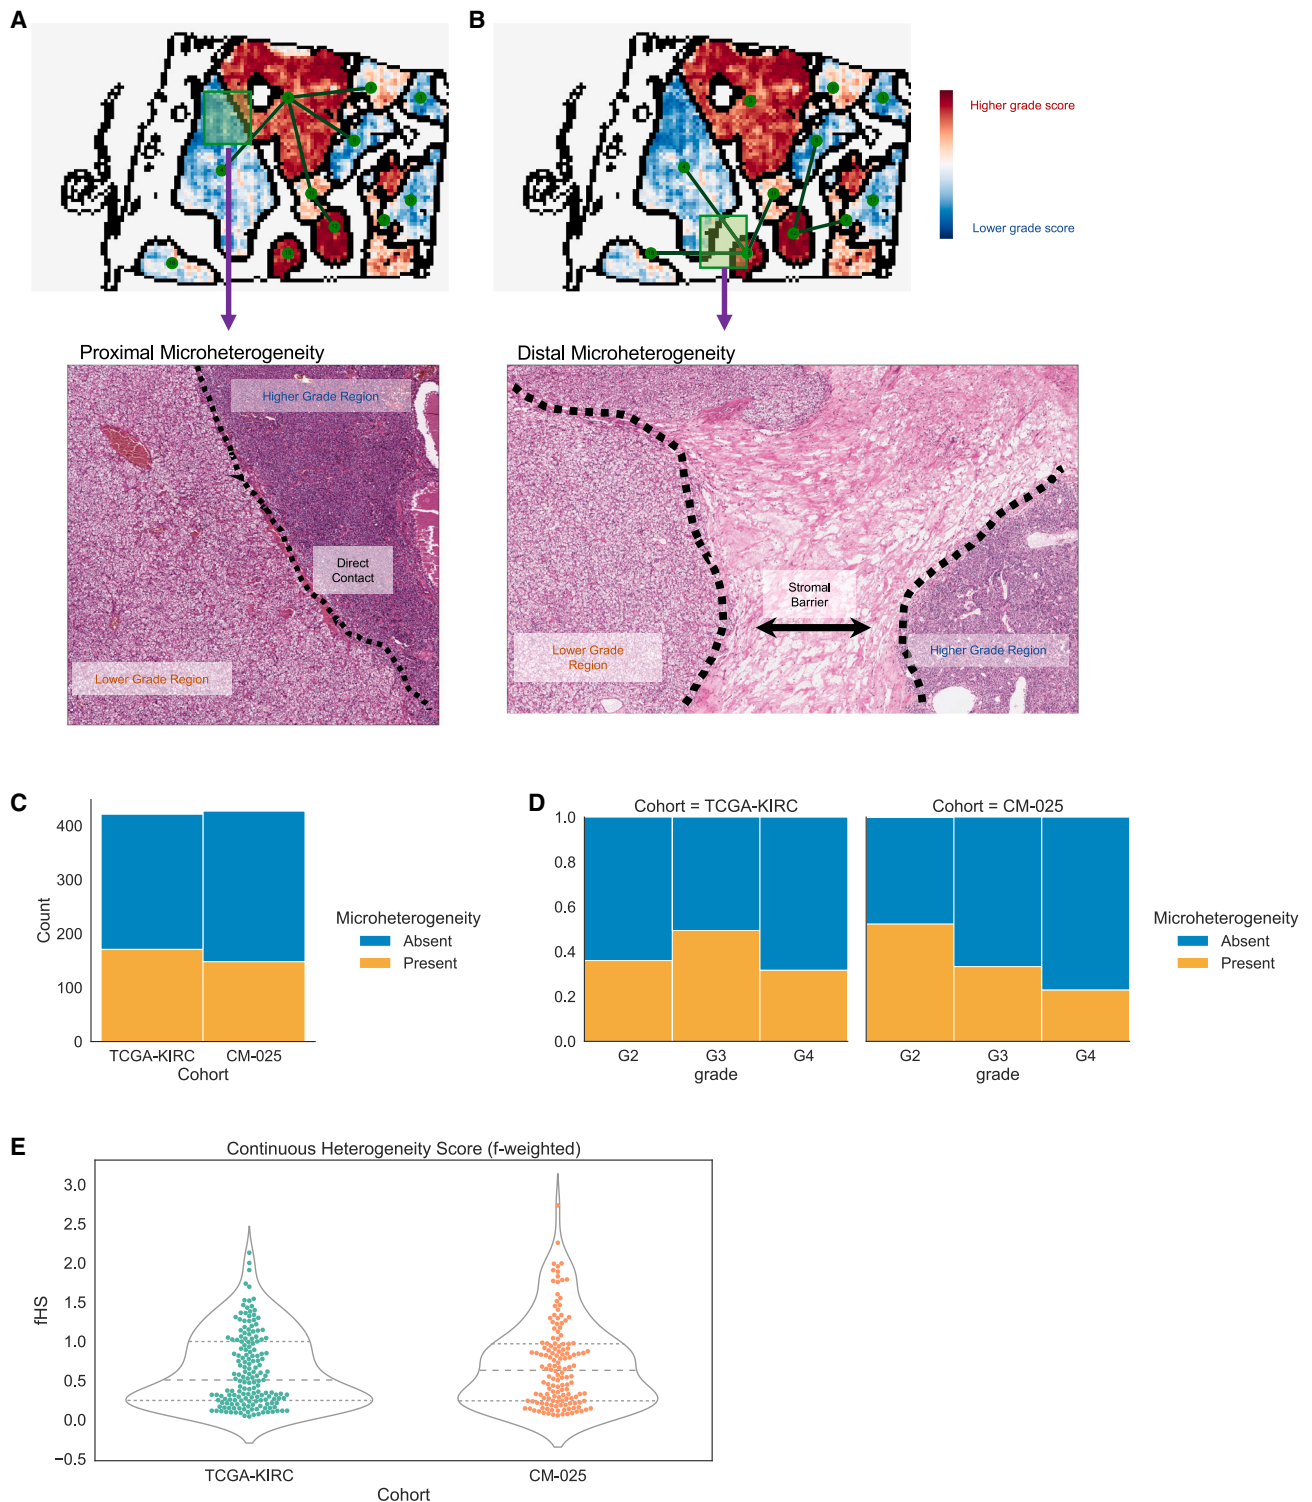 A
B
Higher grade score
Lower grade score
Proximal Microheterogeneity
Higher Grade Region
Direct
Contact
Lower Grade Region
Distal Microheterogeneity
Stromal
Barrier
Lower Grade
Region
Higher Grade Region
C
400
300
200
100
0
Count
TCGA-KIRC
CM-025
Cohort
Microheterogeneity
Absent
Present
D
Cohort = TCGA-KIRC
Cohort = CM-025
1.0
0.8
0.6
0.4
0.2
0.0
G2
G3
G4
grade
G2
G3
G4
grade
Microheterogeneity
Absent
Present
E
Continuous Heterogeneity Score (f-weighted)
3.0
2.5
2.0
1.5
1.0
0.5
0.0
−0.5
fHS
TCGA-KIRC
CM-025
Cohort